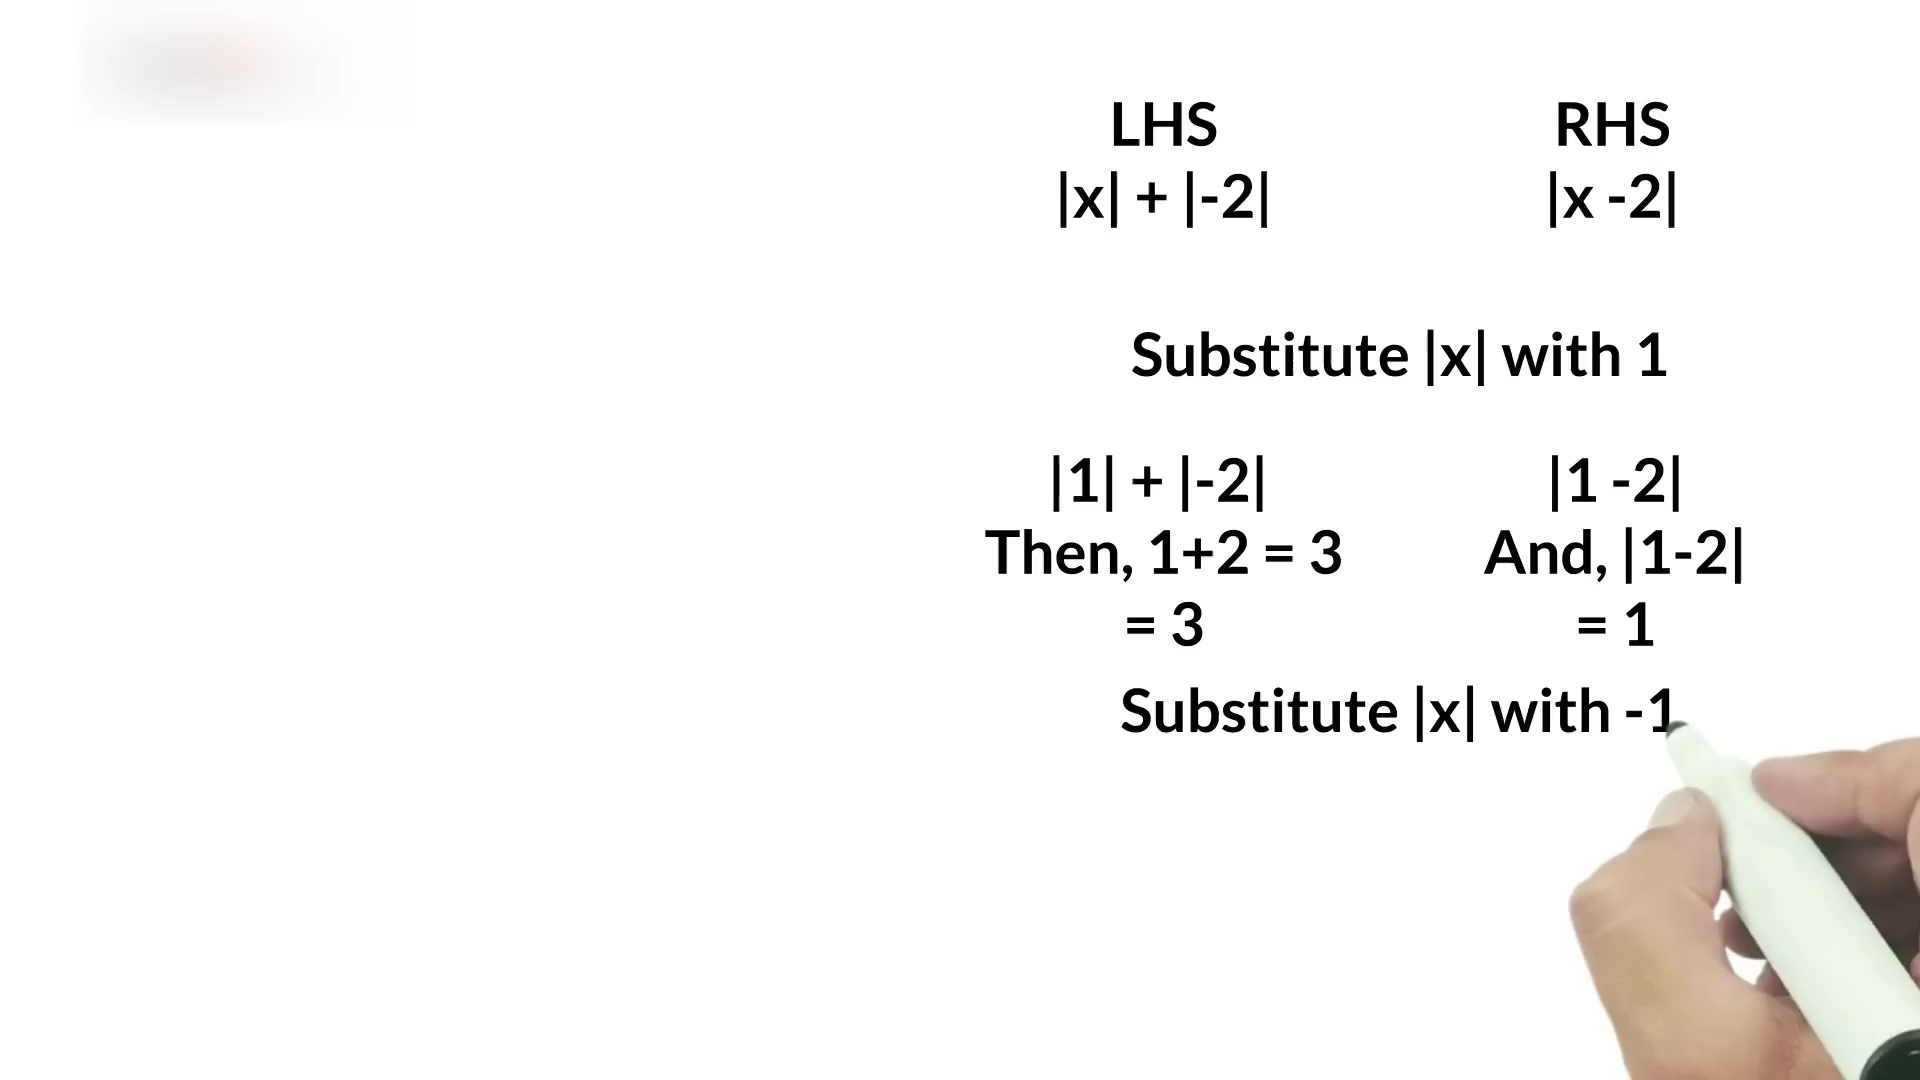 LHS RHS
|x| + |-2| |x -2|
Substitute |x| with 1
|1| + |-2| |1 -2|
Then, 1+2 = 3 And, |1-2|
= 3 = 1
Substitute |x| with -1